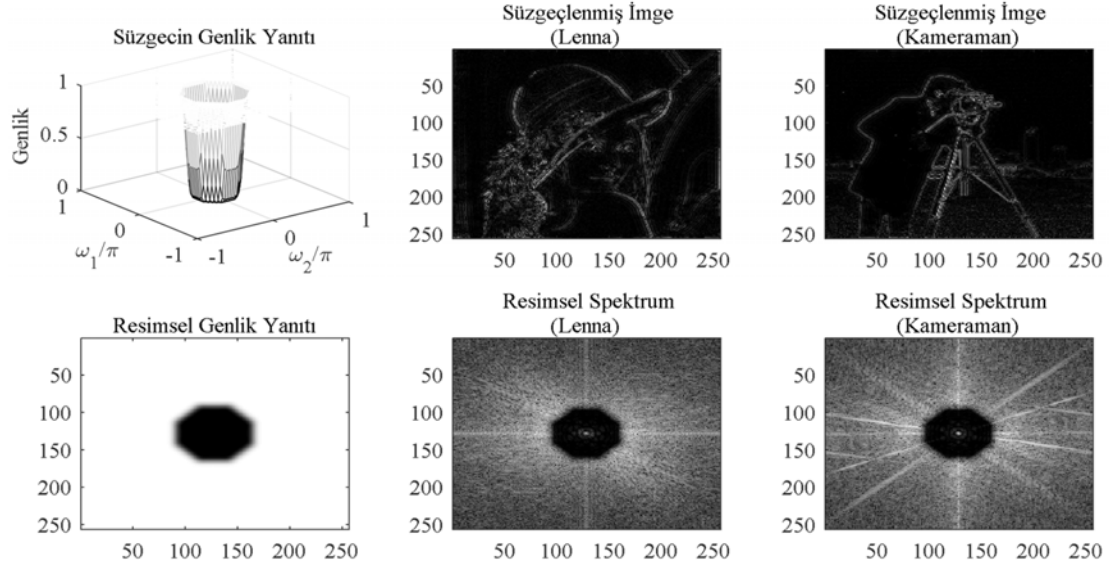 Süzgecin Genlik Yanıtı
Genlik
1
0.5
0
1
0
-1
ω1/π
-1
0
1
ω2/π
Süzgeçlenmiş İmge
(Lenna)
50
100
150
200
250
50 100 150 200 250
Süzgeçlenmiş İmge
(Kameraman)
50
100
150
200
250
50 100 150 200 250
Resimsel Genlik Yanıtı
50
100
150
200
250
50 100 150 200 250
Resimsel Spektrum
(Lenna)
50
100
150
200
250
50 100 150 200 250
Resimsel Spektrum
(Kameraman)
50
100
150
200
250
50 100 150 200 250